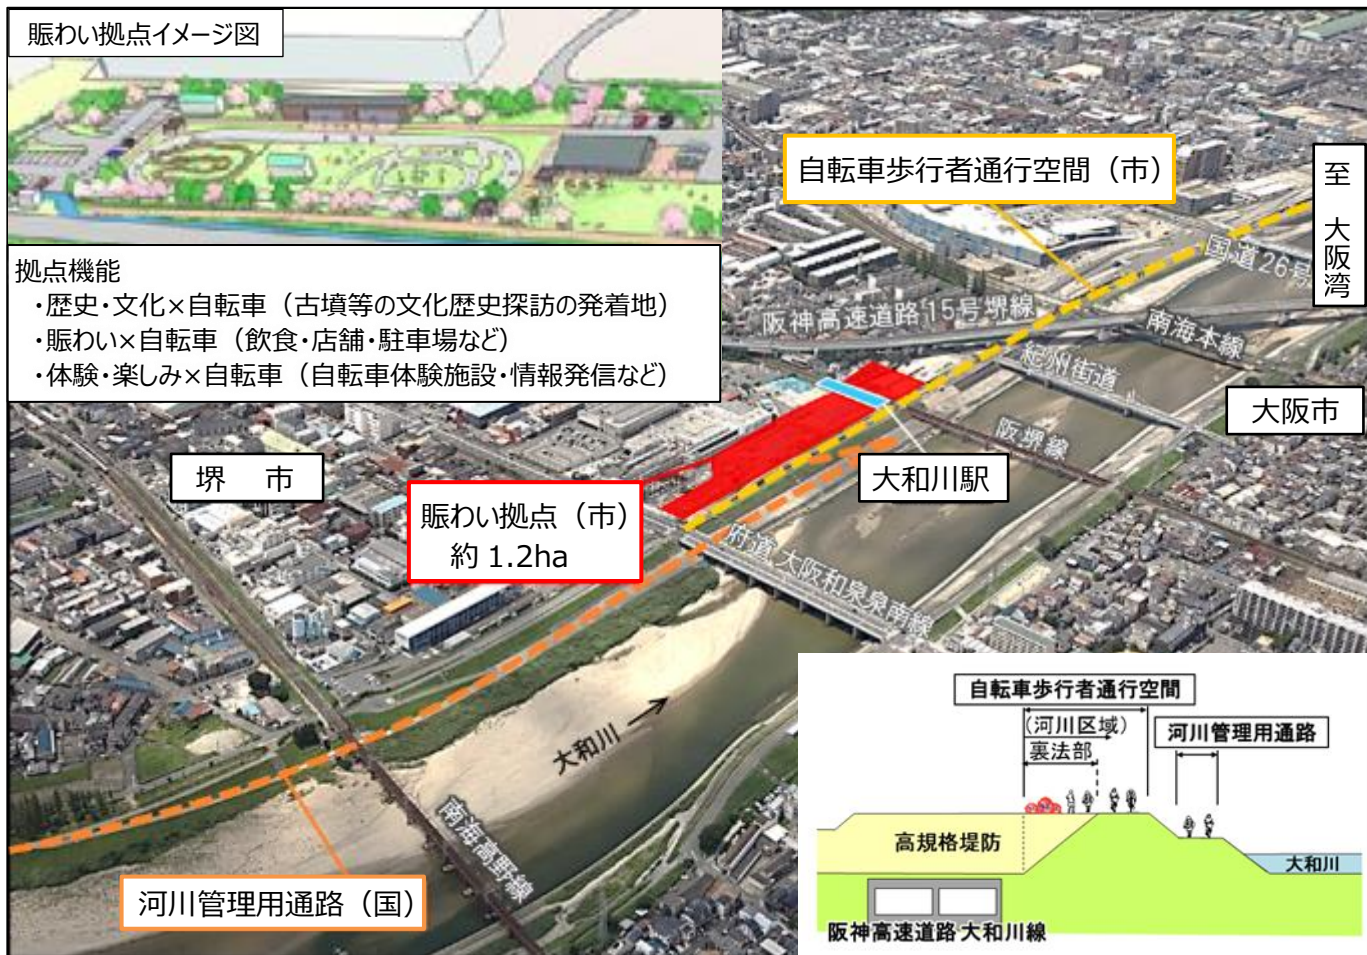 賑わい拠点イメージ図
拠点機能
・歴史・文化×自転車（古墳等の文化歴史探訪の発着地）
・賑わい×自転車（飲食・店舗・駐車場など）
・体験・楽しみ×自転車（自転車体験施設・情報発信など）
自転車歩行者通行空間（市）
至 大阪湾
国道26号
阪神高速道路15号堺線
南海本線
紀州街道
大阪市
阪堺線
大和川駅
堺 市
賑わい拠点（市）
約1.2ha
府道 大阪和泉泉南線
大和川
南海高野線
河川管理用通路（国）
自転車歩行者通行空間
(河川区域)
裏法部
河川管理用通路
高規格堤防
大和川
阪神高速道路 大和川線